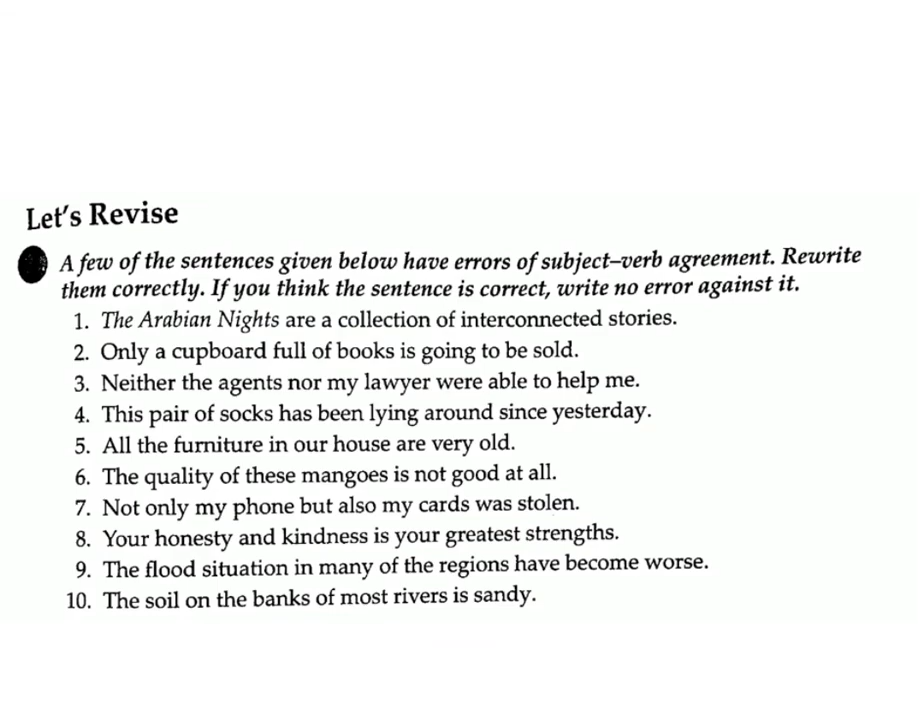 Let's Revise
A few of the sentences given below have errors of subject–verb agreement. Rewrite
them correctly. If you think the sentence is correct, write no error against it.
1. The Arabian Nights are a collection of interconnected stories.
2. Only a cupboard full of books is going to be sold.
3. Neither the agents nor my lawyer were able to help me.
4. This pair of socks has been lying around since yesterday.
5. All the furniture in our house are very old.
6. The quality of these mangoes is not good at all.
7. Not only my phone but also my cards was stolen.
8. Your honesty and kindness is your greatest strengths.
9. The flood situation in many of the regions have become worse.
10. The soil on the banks of most rivers is sandy.